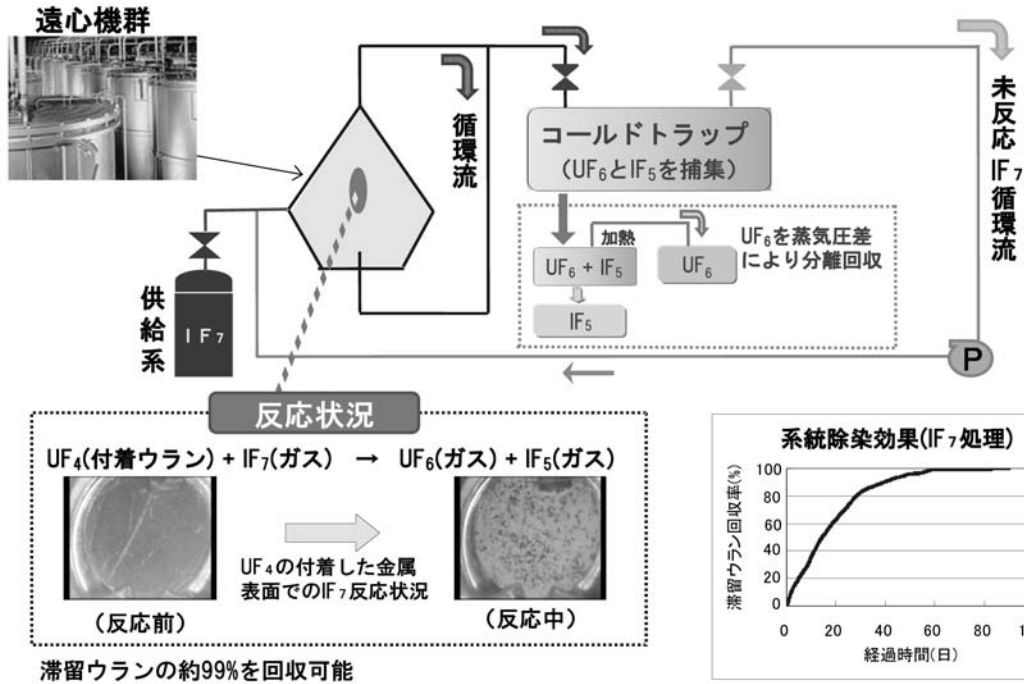 遠心機群
循環流
コールドトラップ
(UF₆とIF₅を捕集)
未反応IF₇循環流
加熱
UF₆ + IF₅
UF₆
UF₆を蒸気圧差
により分離回収
IF₅
供給系
IF₇
P
反応状況
UF₄(付着ウラン) + IF₇(ガス) → UF₆(ガス) + IF₅(ガス)
UF₄の付着した金属
表面でのIF₇反応状況
(反応前)
(反応中)
滞留ウランの約99%を回収可能
系統除染効果(IF₇処理)
滞留ウラン回収率(%)
100
80
60
40
20
0
0 20 40 60 80
経過時間(日)